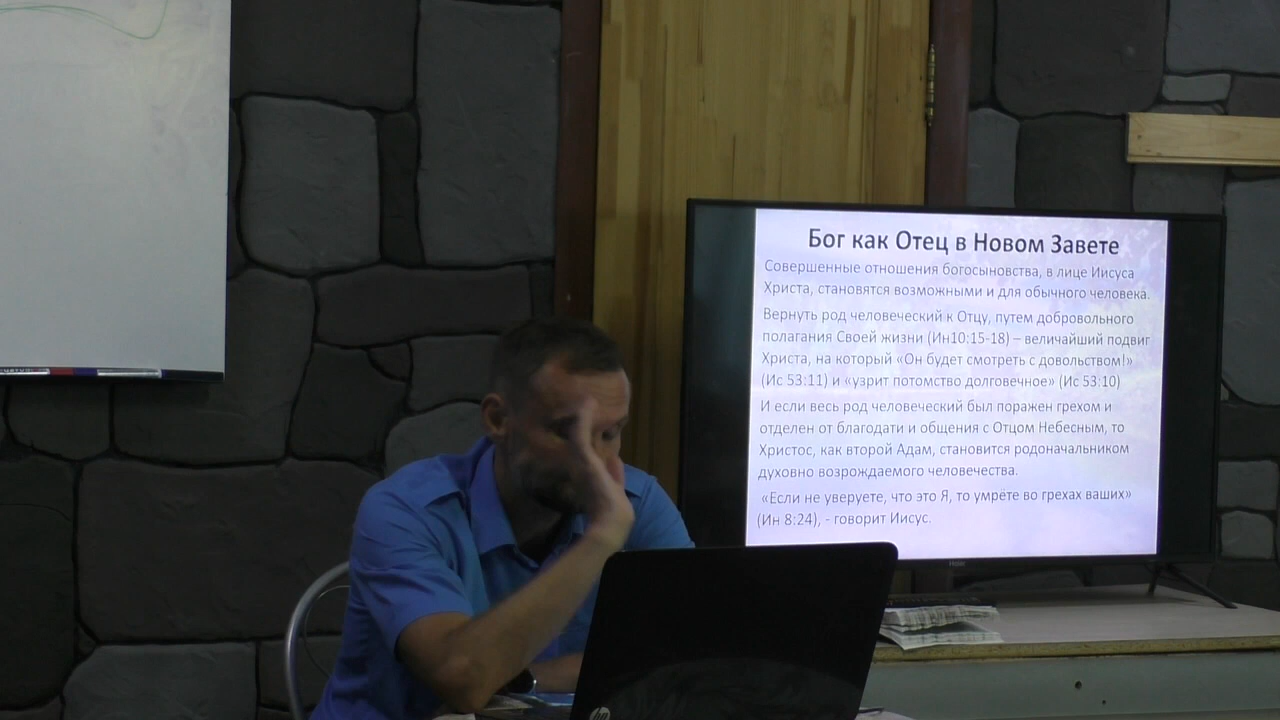 Бог как Отец в Новом Завете
Совершенные отношения богосыновства, в лице Иисуса
Христа, становятся возможными и для обычного человека.
Вернуть род человеческий к Отцу, путем добровольного
полагания Своей жизни (Ин10:15-18) – величайший подвиг
Христа, на который «Он будет смотреть с довольством!»
(Ис 53:11) и «узрит потомство долговечное» (Ис 53:10)
И если весь род человеческий был поражен грехом и
отделен от благодати и общения с Отцом Небесным, то
Христос, как второй Адам, становится родоначальником
духовно возрождаемого человечества.
«Если не уверуете, что это Я, то умрёте во грехах ваших»
(Ин 8:24), - говорит Иисус.
Haier
hp